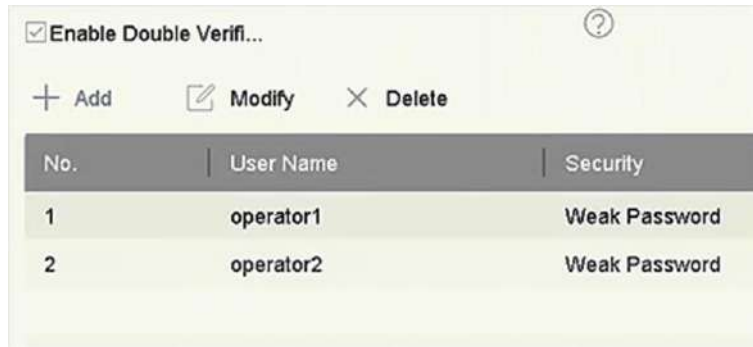 Enable Double Verifi...
?
Add Modify Delete
No. User Name Security
1 operator1 Weak Password
2 operator2 Weak Password